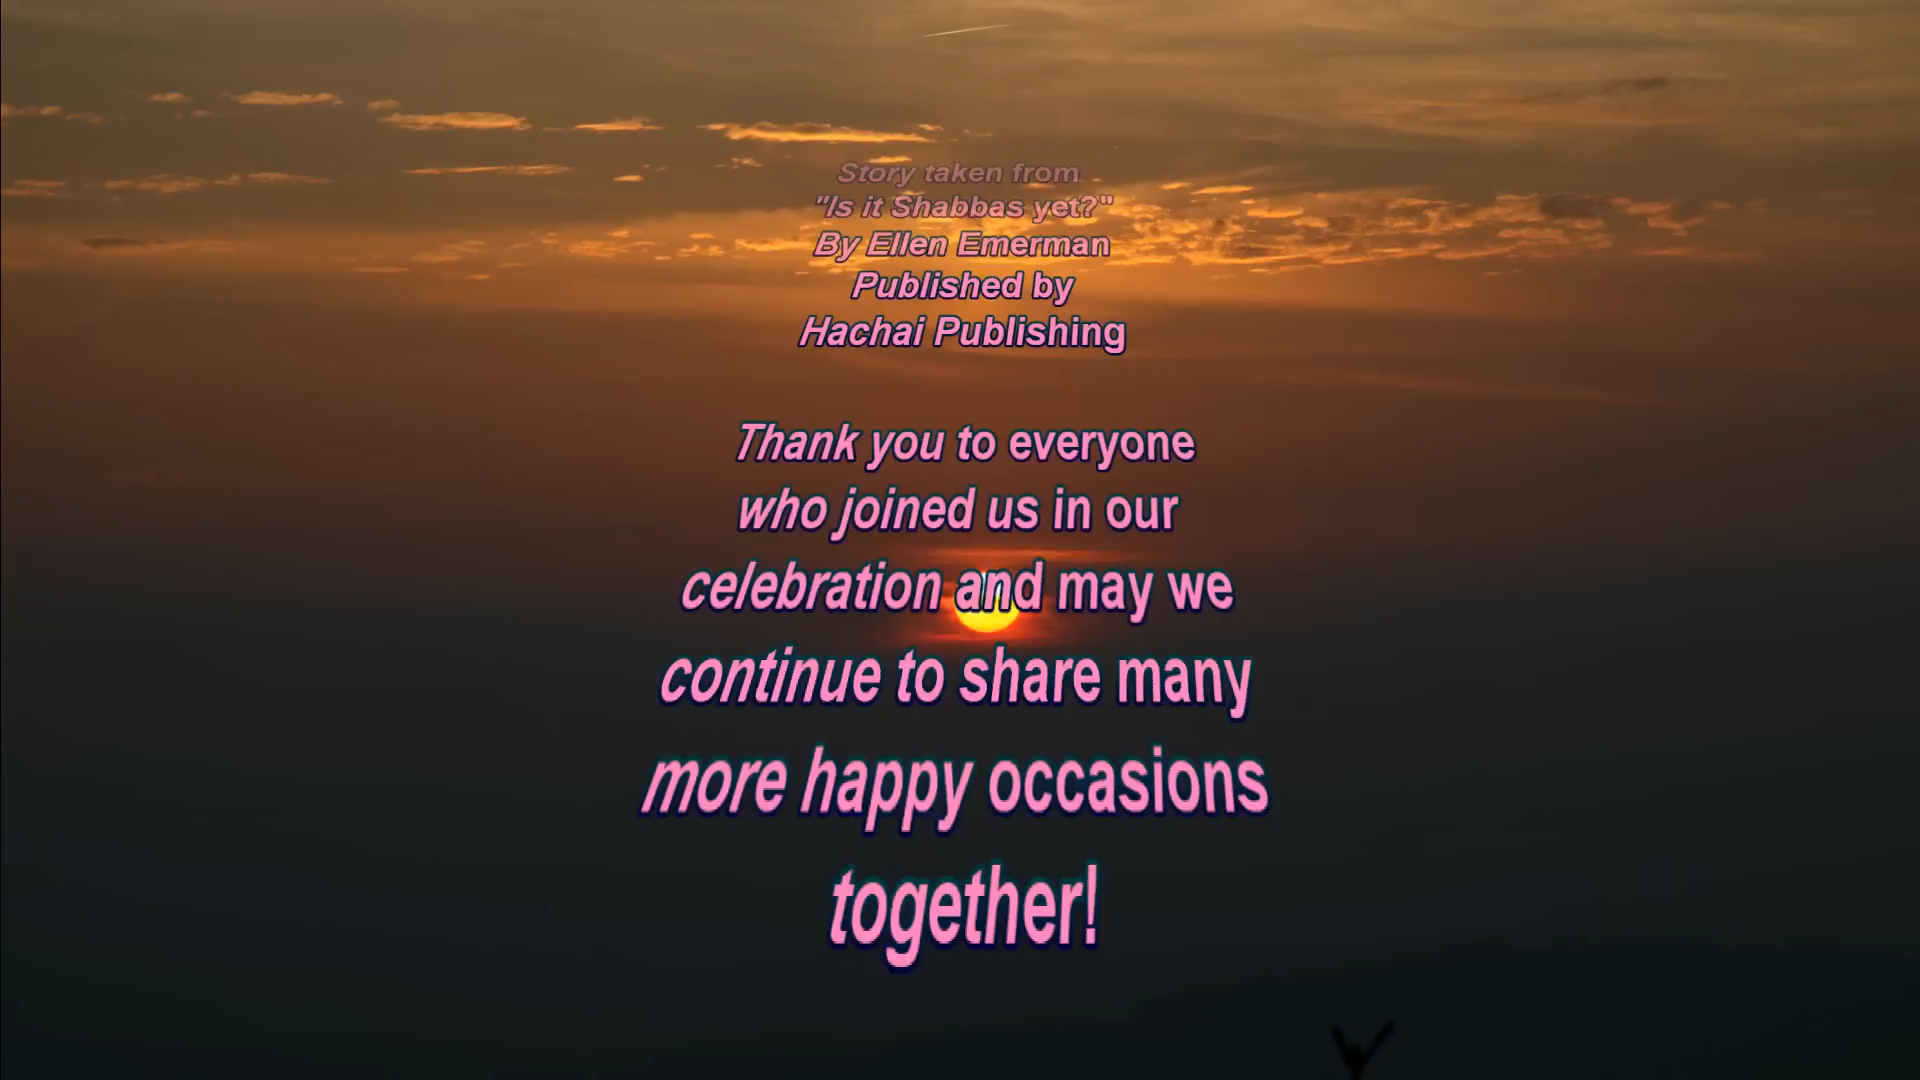 Story taken from
"Is it Shabbas yet?"
By Ellen Emerman
Published by
Hachai Publishing
Thank you to everyone
who joined us in our
celebration and may we
continue to share many
more happy occasions
together!